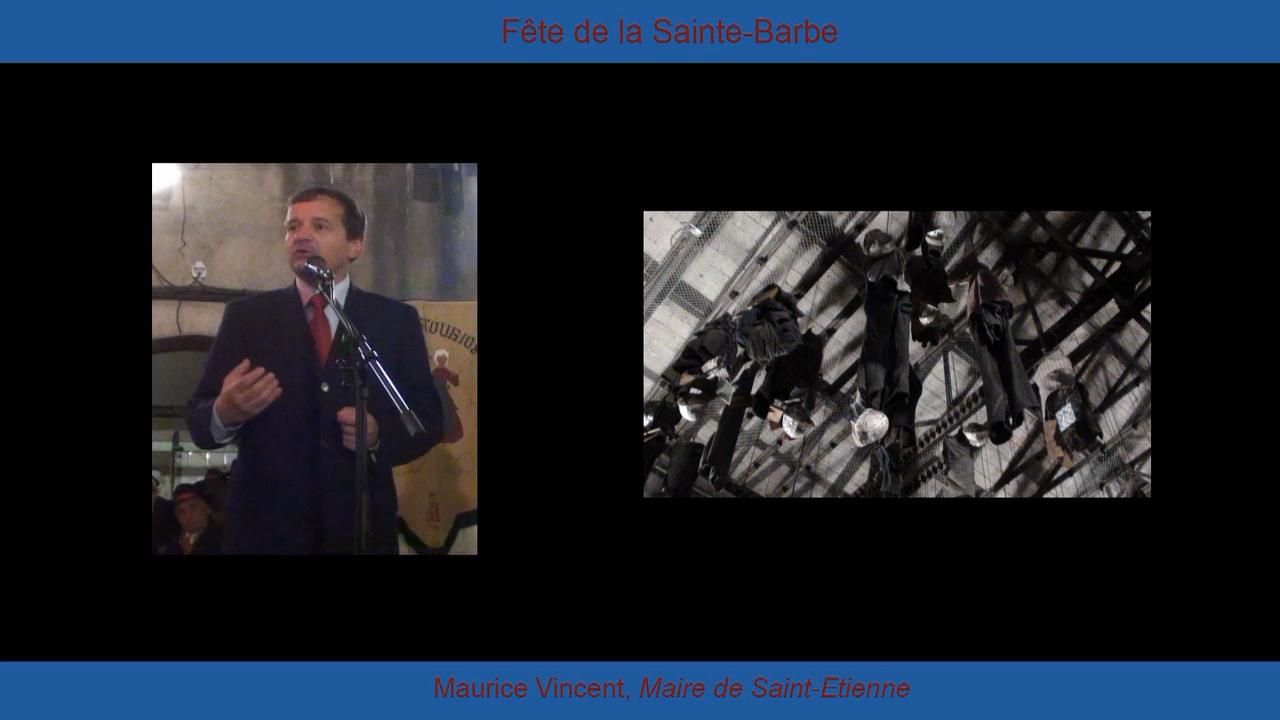 Fête de la Sainte-Barbe
Maurice Vincent, Maire de Saint-Etienne